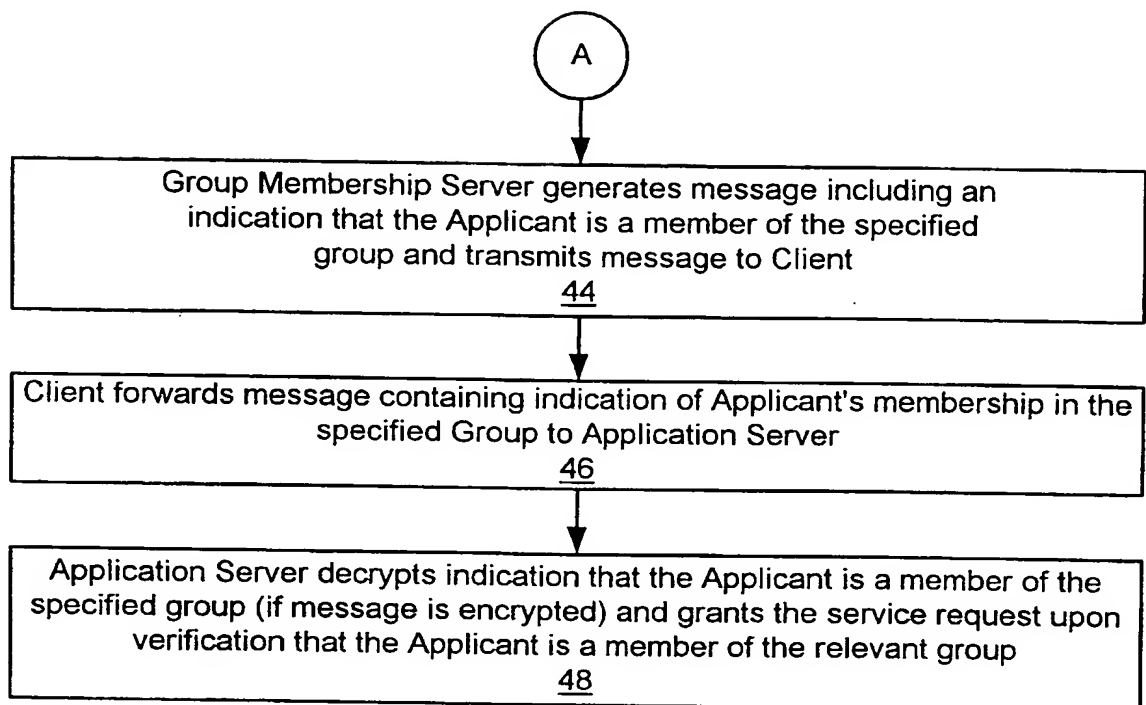 A
Group Membership Server generates message including an
indication that the Applicant is a member of the specified
group and transmits message to Client
44
Client forwards message containing indication of Applicant's membership in the
specified Group to Application Server
46
Application Server decrypts indication that the Applicant is a member of the
specified group (if message is encrypted) and grants the service request upon
verification that the Applicant is a member of the relevant group
48